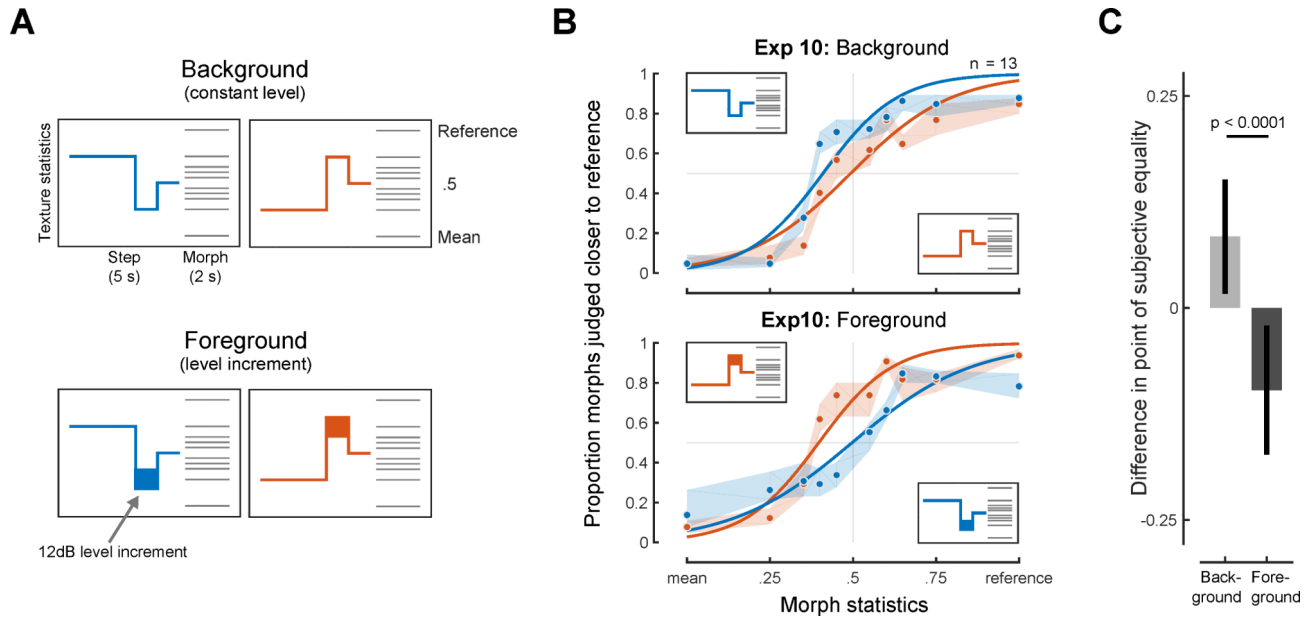 A
Background
(constant level)
Texture statistics
Reference
.5
Mean
Step
(5 s)
Morph
(2 s)
Foreground
(level increment)
12dB level increment
B
Proportion morphs judged closer to reference
Exp 10: Background
n = 13
1
0.8
0.6
0.4
0.2
0
Exp10: Foreground
1
0.8
0.6
0.4
0.2
0
mean
.25
.5
.75
reference
Morph statistics
C
Difference in point of subjective equality
0.25
p < 0.0001
0
-0.25
Back-
ground
Fore-
ground